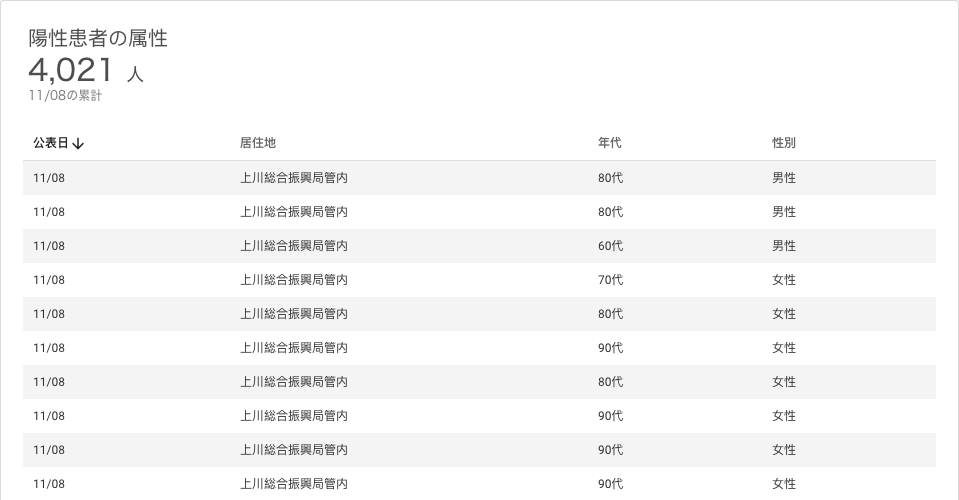 陽性患者の属性
4,021 人
11/08の累計
公表日↓ 居住地 年代 性別
11/08 上川総合振興局管内 80代 男性
11/08 上川総合振興局管内 80代 男性
11/08 上川総合振興局管内 60代 男性
11/08 上川総合振興局管内 70代 女性
11/08 上川総合振興局管内 80代 女性
11/08 上川総合振興局管内 90代 女性
11/08 上川総合振興局管内 80代 女性
11/08 上川総合振興局管内 90代 女性
11/08 上川総合振興局管内 90代 女性
11/08 上川総合振興局管内 90代 女性